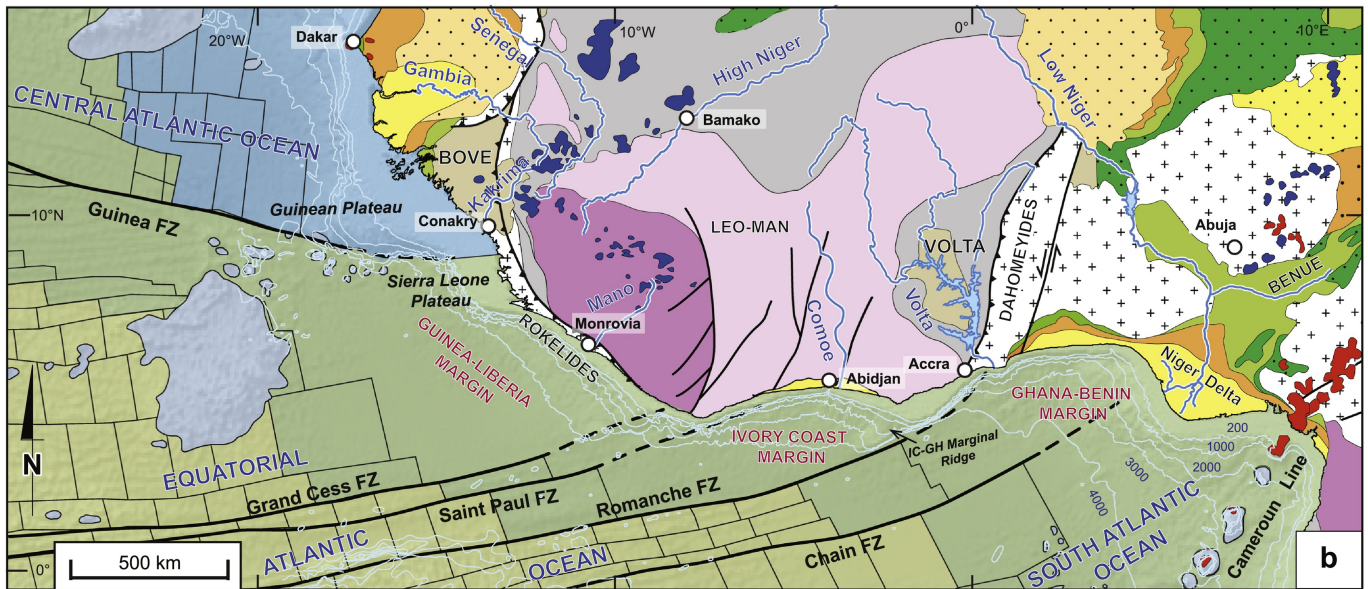 20°W
Dakar
Senegal
10°W
High Niger
0°
Low Niger
10°E
Gambia
CENTRAL ATLANTIC OCEAN
Bamako
BOVE
Kakrima
Guinea FZ
10°N
Guinean Plateau
Conakry
LEO-MAN
VOLTA
DAHOMEYIDES
Abuja
BENUE
Sierra Leone
Plateau
Mano
Comoe
Volta
Monrovia
ROKELIDES
GUINEA-LIBERIA
MARGIN
Accra
Abidjan
Niger Delta
GHANA-BENIN
MARGIN
IVORY COAST
MARGIN
IC-GH Marginal
Ridge
200
1000
2000
3000
4000
N
EQUATORIAL
ATLANTIC
OCEAN
Grand Cess FZ
Saint Paul FZ
Romanche FZ
Chain FZ
SOUTH ATLANTIC
OCEAN
Cameroun Line
0°
500 km
b